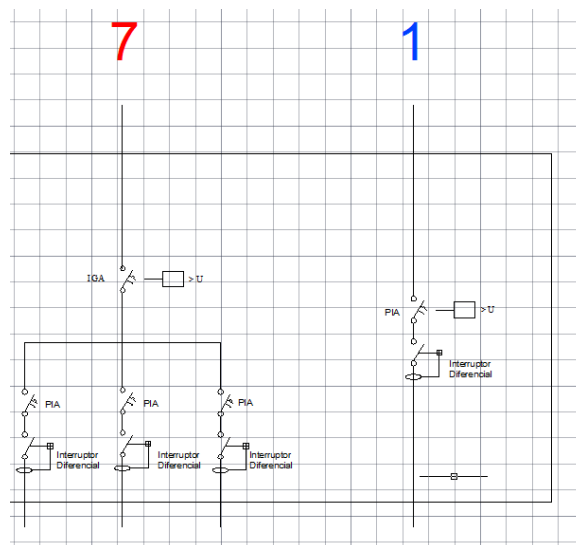 7
1
IGA
>U
PIA
>U
Interruptor
Diferencial
PIA
PIA
PIA
Interruptor
Diferencial
Interruptor
Diferencial
Interruptor
Diferencial